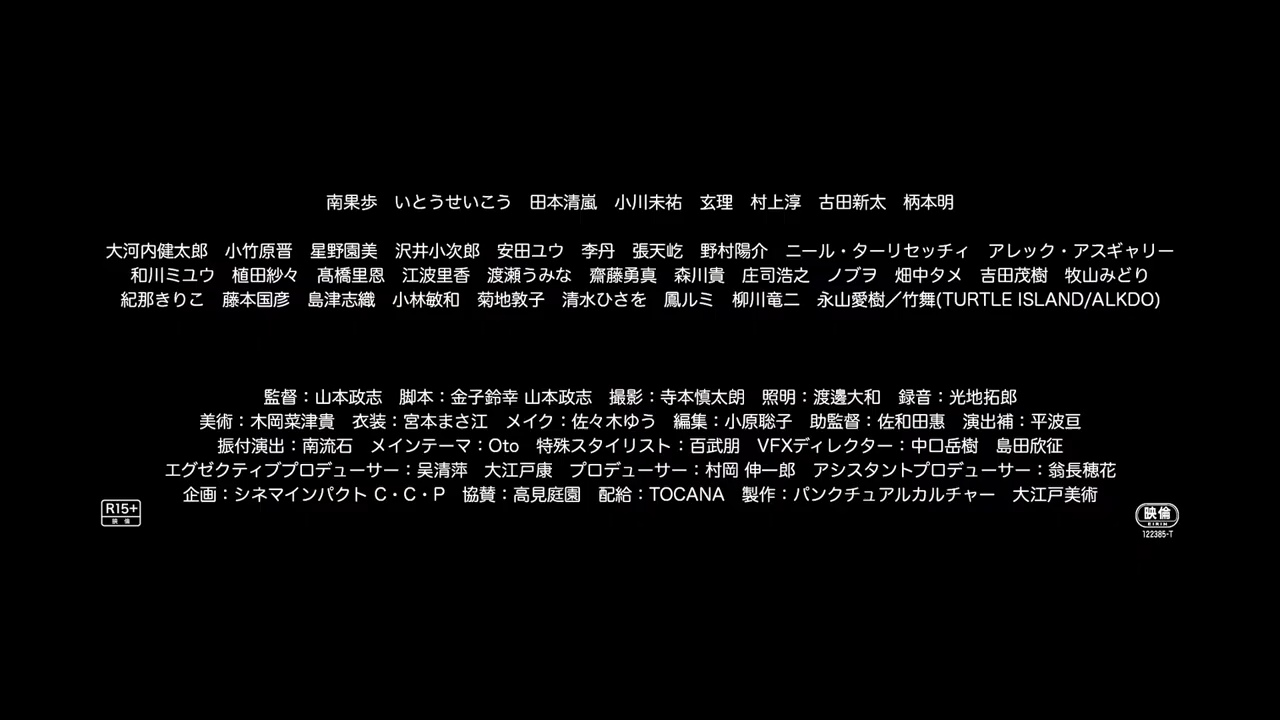 南果歩　いとうせいこう　田本清嵐　小川未祐　玄理　村上淳　古田新太　柄本明
大河内健太郎　小竹原晋　星野園美　沢井小次郎　安田ユウ　李丹　張天屹　野村陽介　ニール・ターリセッチィ　アレック・アスギャリー
和川ミユウ　植田紗々　髙橋里恩　江波里香　渡瀬うみな　齋藤勇真　森川貴　庄司浩之　ノブヲ　畑中タメ　吉田茂樹　牧山みどり
紀那きりこ　藤本国彦　島津志織　小林敏和　菊地敦子　清水ひさを　鳳ルミ　柳川竜二　永山愛樹／竹舞(TURTLE ISLAND/ALKDO)
監督：山本政志　脚本：金子鈴幸 山本政志　撮影：寺本慎太朗　照明：渡邊大和　録音：光地拓郎
美術：木岡菜津貴　衣装：宮本まさ江　メイク：佐々木ゆう　編集：小原聡子　助監督：佐和田惠　演出補：平波亘
振付演出：南流石　メインテーマ：Oto　特殊スタイリスト：百武朋　VFXディレクター：中口岳樹　島田欣征
エグゼクティブプロデューサー：吴清萍　大江戸康　プロデューサー：村岡 伸一郎　アシスタントプロデューサー：翁長穂花
企画：シネマインパクト C・C・P　協賛：高見庭園　配給：TOCANA　製作：パンクチュアルカルチャー　大江戸美術
R15+
映倫
映倫
EIRIN
122385-T